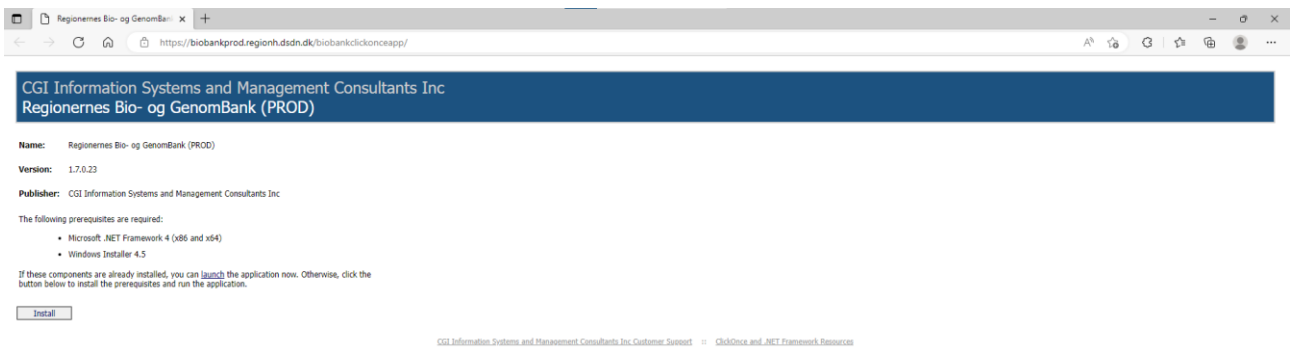 Regionernes Bio- og GenomBan
https://biobankprod.regionh.dsdn.dk/biobankclickonceapp/
CGI Information Systems and Management Consultants Inc
Regionernes Bio- og GenomBank (PROD)
Name: Regionernes Bio- og GenomBank (PROD)
Version: 1.7.0.23
Publisher: CGI Information Systems and Management Consultants Inc
The following prerequisites are required:
• Microsoft .NET Framework 4 (x86 and x64)
• Windows Installer 4.5
If these components are already installed, you can launch the application now. Otherwise, click the
button below to install the prerequisites and run the application.
Install
CGI Information Systems and Management Consultants Inc Customer Support :: ClickOnce and .NET Framework Resources